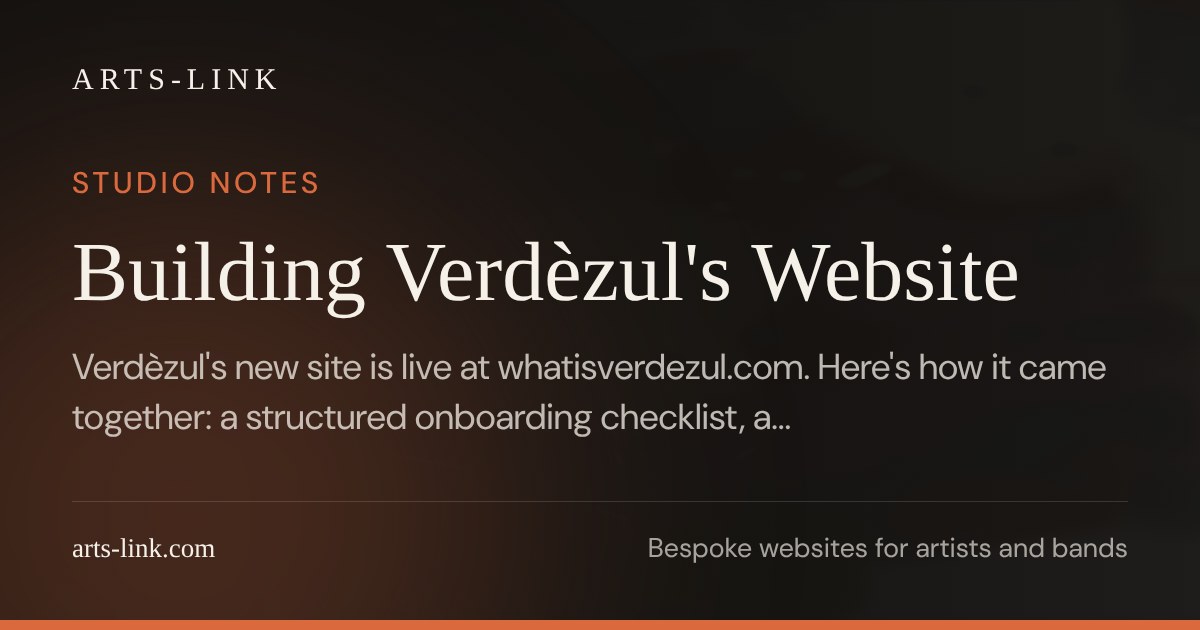 ARTS-LINK
STUDIO NOTES
Building Verdèzul's Website
Verdèzul's new site is live at whatisverdezul.com. Here's how it came
together: a structured onboarding checklist, a...
arts-link.com
Bespoke websites for artists and bands